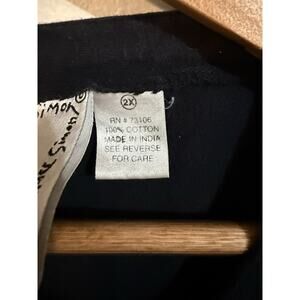 2X
RN # 73106
100% COTTON
MADE IN INDIA
SEE REVERSE
FOR CARE